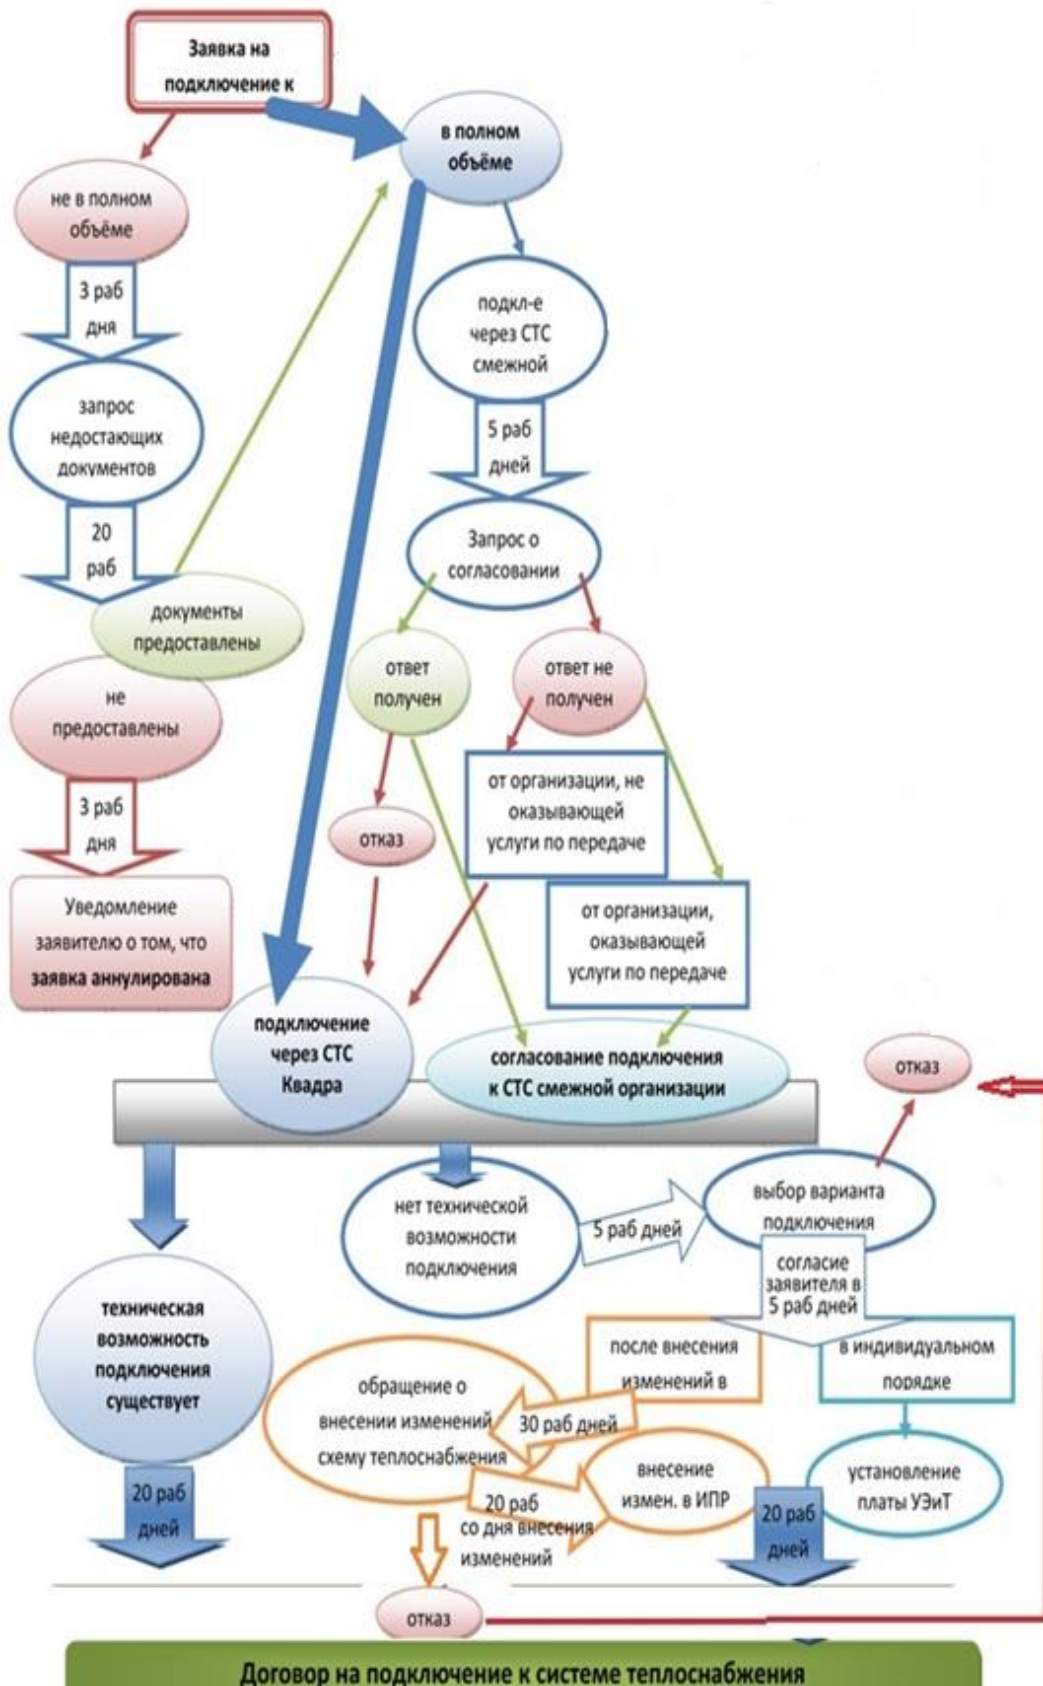 Заявка на
подключение к
в полном
объёме
не в полном
объёме
3 раб
дня
подкл-е
через СТС
смежной
запрос
недостающих
документов
5 раб
дней
20
раб
Запрос о
согласовании
документы
предоставлены
ответ
получен
ответ не
получен
не
предоставлены
от организации, не
оказывающей
услуги по передаче
3 раб
дня
отказ
от организации,
оказывающей
услуги по передаче
Уведомление
заявителю о том, что
заявка аннулирована
подключение
через СТС
Квадра
согласование подключения
к СТС смежной организации
отказ
нет технической
возможности
подключения
5 раб дней
выбор варианта
подключения
согласие
заявителя в
5 раб дней
техническая
возможность
подключения
существует
после внесения
изменений в
в индивидуальном
порядке
обращение о
внесении изменений
схему теплоснабжения
30 раб дней
внесение
измен. в ИПР
установление
платы УЭиТ
20 раб
дней
20 раб
со дня внесения
изменений
20 раб
дней
отказ
Договор на подключение к системе теплоснабжения